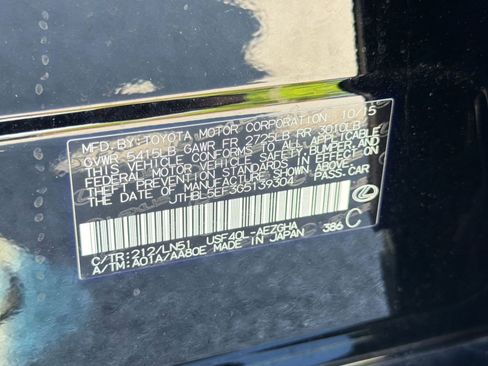 MFD. BY: TOYOTA MOTOR CORPORATION 10/15
GVWR 5415LB GAWR FR 2725LB RR 3010LB
THIS VEHICLE CONFORMS TO ALL APPLICABLE
FEDERAL MOTOR VEHICLE SAFETY, BUMPER, AND
THEFT PREVENTION STANDARDS IN EFFECT ON
THE DATE OF MANUFACTURE SHOWN ABOVE.
JTHBL5EF3G5139304 PASS.CAR
C/TR:212/LN51 USF40L-AEZGHA 386 C
A/TM:A01A/AA80E MADE IN JAPAN